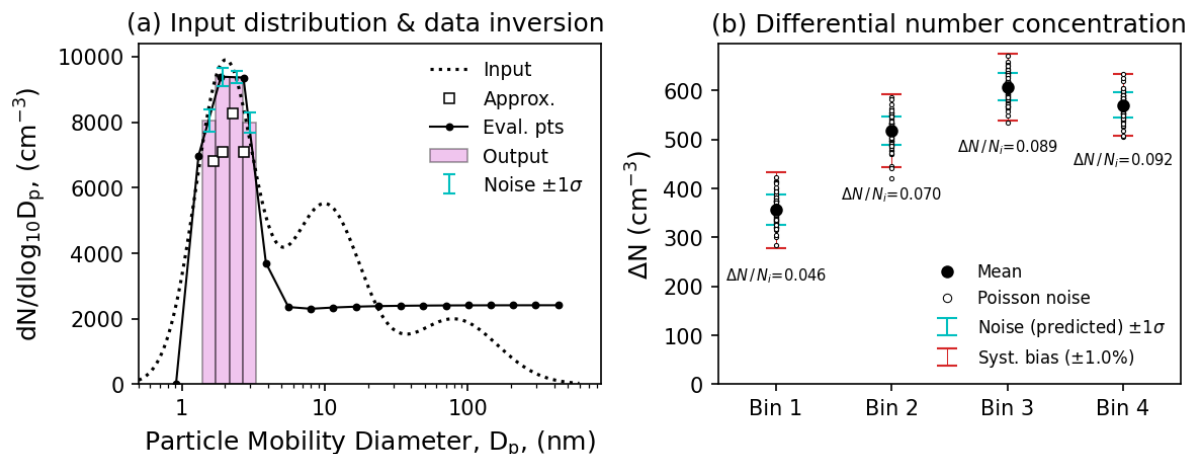 (a) Input distribution & data inversion
dN/dlog₁₀Dₚ, (cm⁻³)
10000
8000
6000
4000
2000
0
Input
Approx.
Eval. pts
Output
Noise ±1σ
1
10
100
Particle Mobility Diameter, Dₚ, (nm)
(b) Differential number concentration
ΔN (cm⁻³)
600
500
400
300
200
100
0
ΔN/Nᵢ=0.046
ΔN/Nᵢ=0.070
ΔN/Nᵢ=0.089
ΔN/Nᵢ=0.092
Mean
Poisson noise
Noise (predicted) ±1σ
Syst. bias (±1.0%)
Bin 1
Bin 2
Bin 3
Bin 4